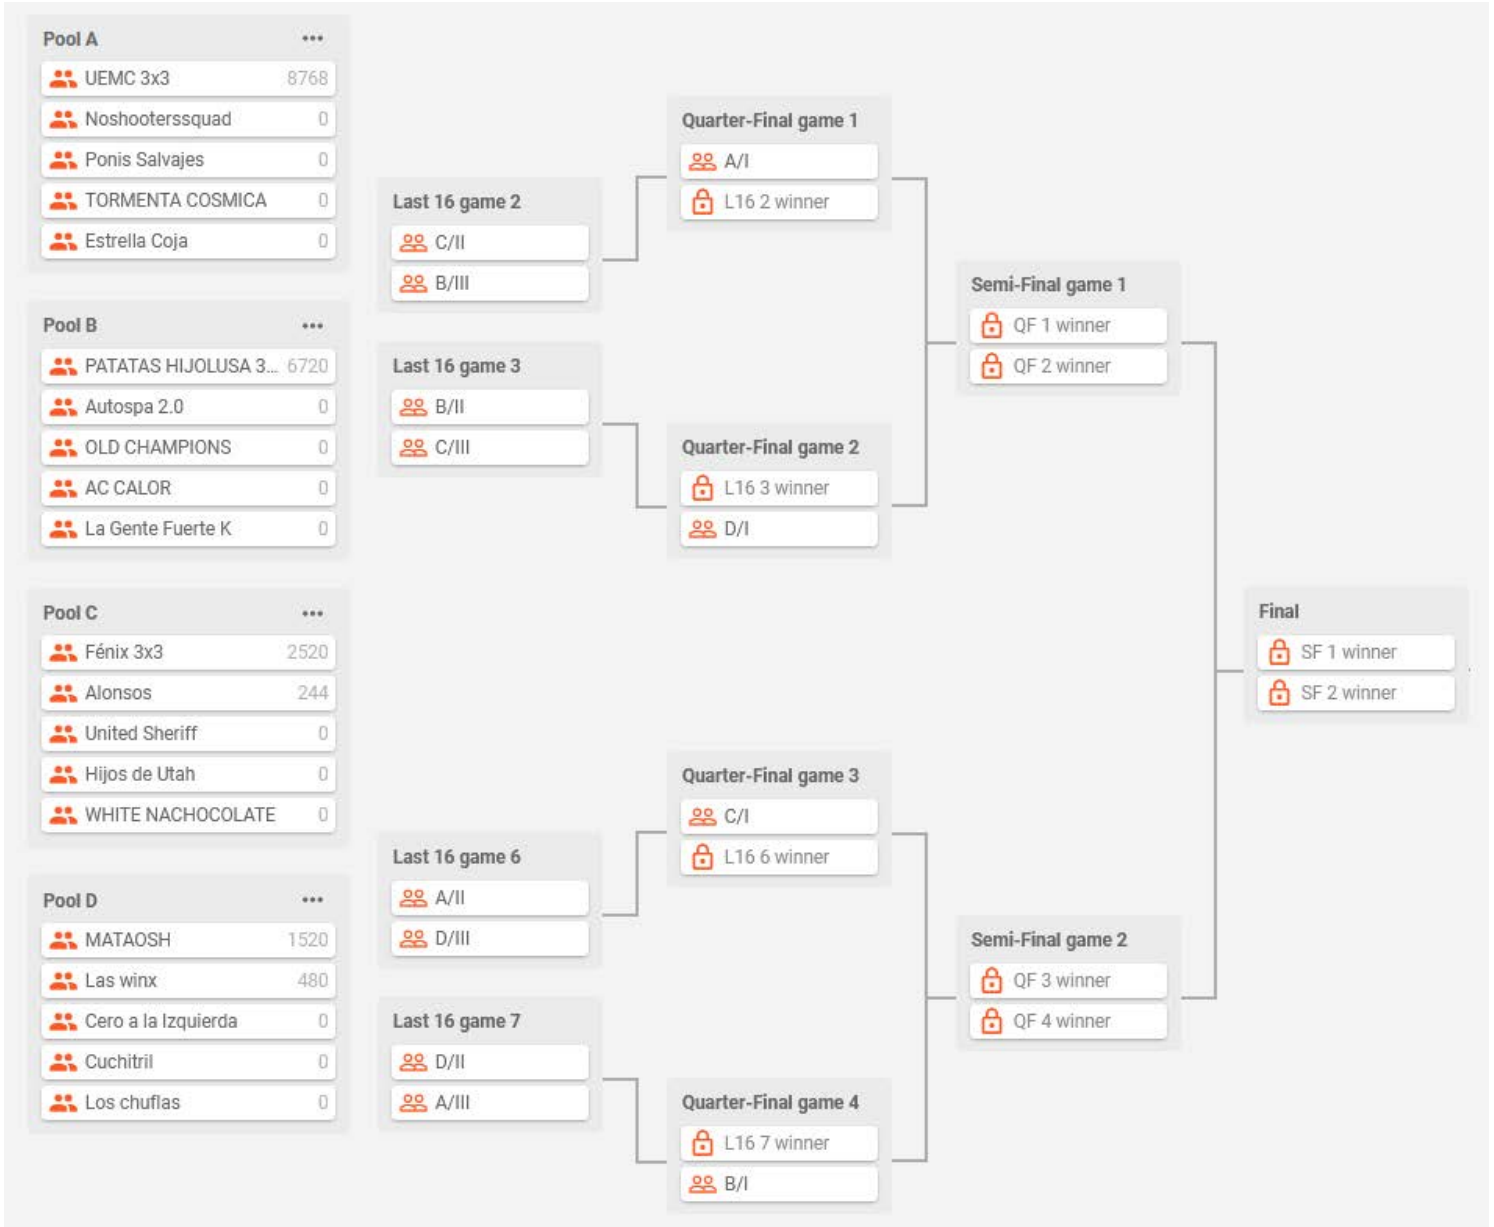 Pool A
UEMC 3x3 8768
Noshooterssquad 0
Ponis Salvajes 0
TORMENTA COSMICA 0
Estrella Coja 0
Pool B
PATATAS HIJOLUSA 3... 6720
Autospa 2.0 0
OLD CHAMPIONS 0
AC CALOR 0
La Gente Fuerte K 0
Pool C
Fénix 3x3 2520
Alonsos 244
United Sheriff 0
Hijos de Utah 0
WHITE NACHOCOLATE 0
Pool D
MATAOSH 1520
Las winx 480
Cero a la Izquierda 0
Cuchitril 0
Los chuflas 0
Last 16 game 2
C/II
B/III
Last 16 game 3
B/II
C/III
Last 16 game 6
A/II
D/III
Last 16 game 7
D/II
A/III
Quarter-Final game 1
A/I
L16 2 winner
Quarter-Final game 2
L16 3 winner
D/I
Quarter-Final game 3
C/I
L16 6 winner
Quarter-Final game 4
L16 7 winner
B/I
Semi-Final game 1
QF 1 winner
QF 2 winner
Semi-Final game 2
QF 3 winner
QF 4 winner
Final
SF 1 winner
SF 2 winner